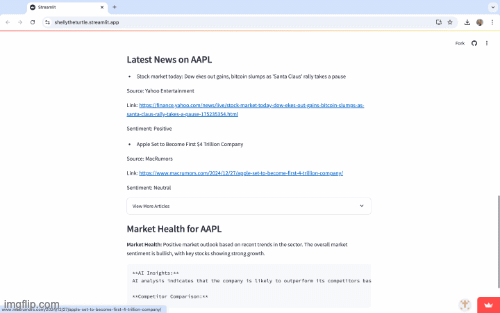 Streamlit
shellytheturtle.streamlit.app
Fork
Latest News on AAPL
Stock market today: Dow ekes out gains, bitcoin slumps as 'Santa Claus' rally takes a pause
Source: Yahoo Entertainment
Link: https://finance.yahoo.com/news/live/stock-market-today-dow-ekes-out-gains-bitcoin-slumps-as-
santa-claus-rally-takes-a-pause-175235354.html
Sentiment: Positive
Apple Set to Become First $4 Trillion Company
Source: MacRumors
Link: https://www.macrumors.com/2024/12/27/apple-set-to-become-first-4-trillion-company/
Sentiment: Neutral
View More Articles
Market Health for AAPL
Market Health: Positive market outlook based on recent trends in the sector. The overall market
sentiment is bullish, with key stocks showing strong growth.
**AI Insights:**
AI analysis indicates that the company is likely to outperform its competitors bas
**Competitor Comparison:**
imgflip.com
www.macrumors.com/2024/12/27/apple-set-to-become-first-4-trillion-company/